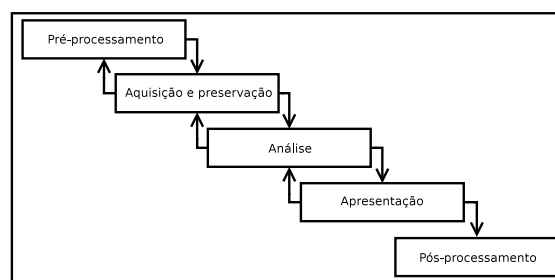 Pré-processamento
Aquisição e preservação
Análise
Apresentação
Pós-processamento